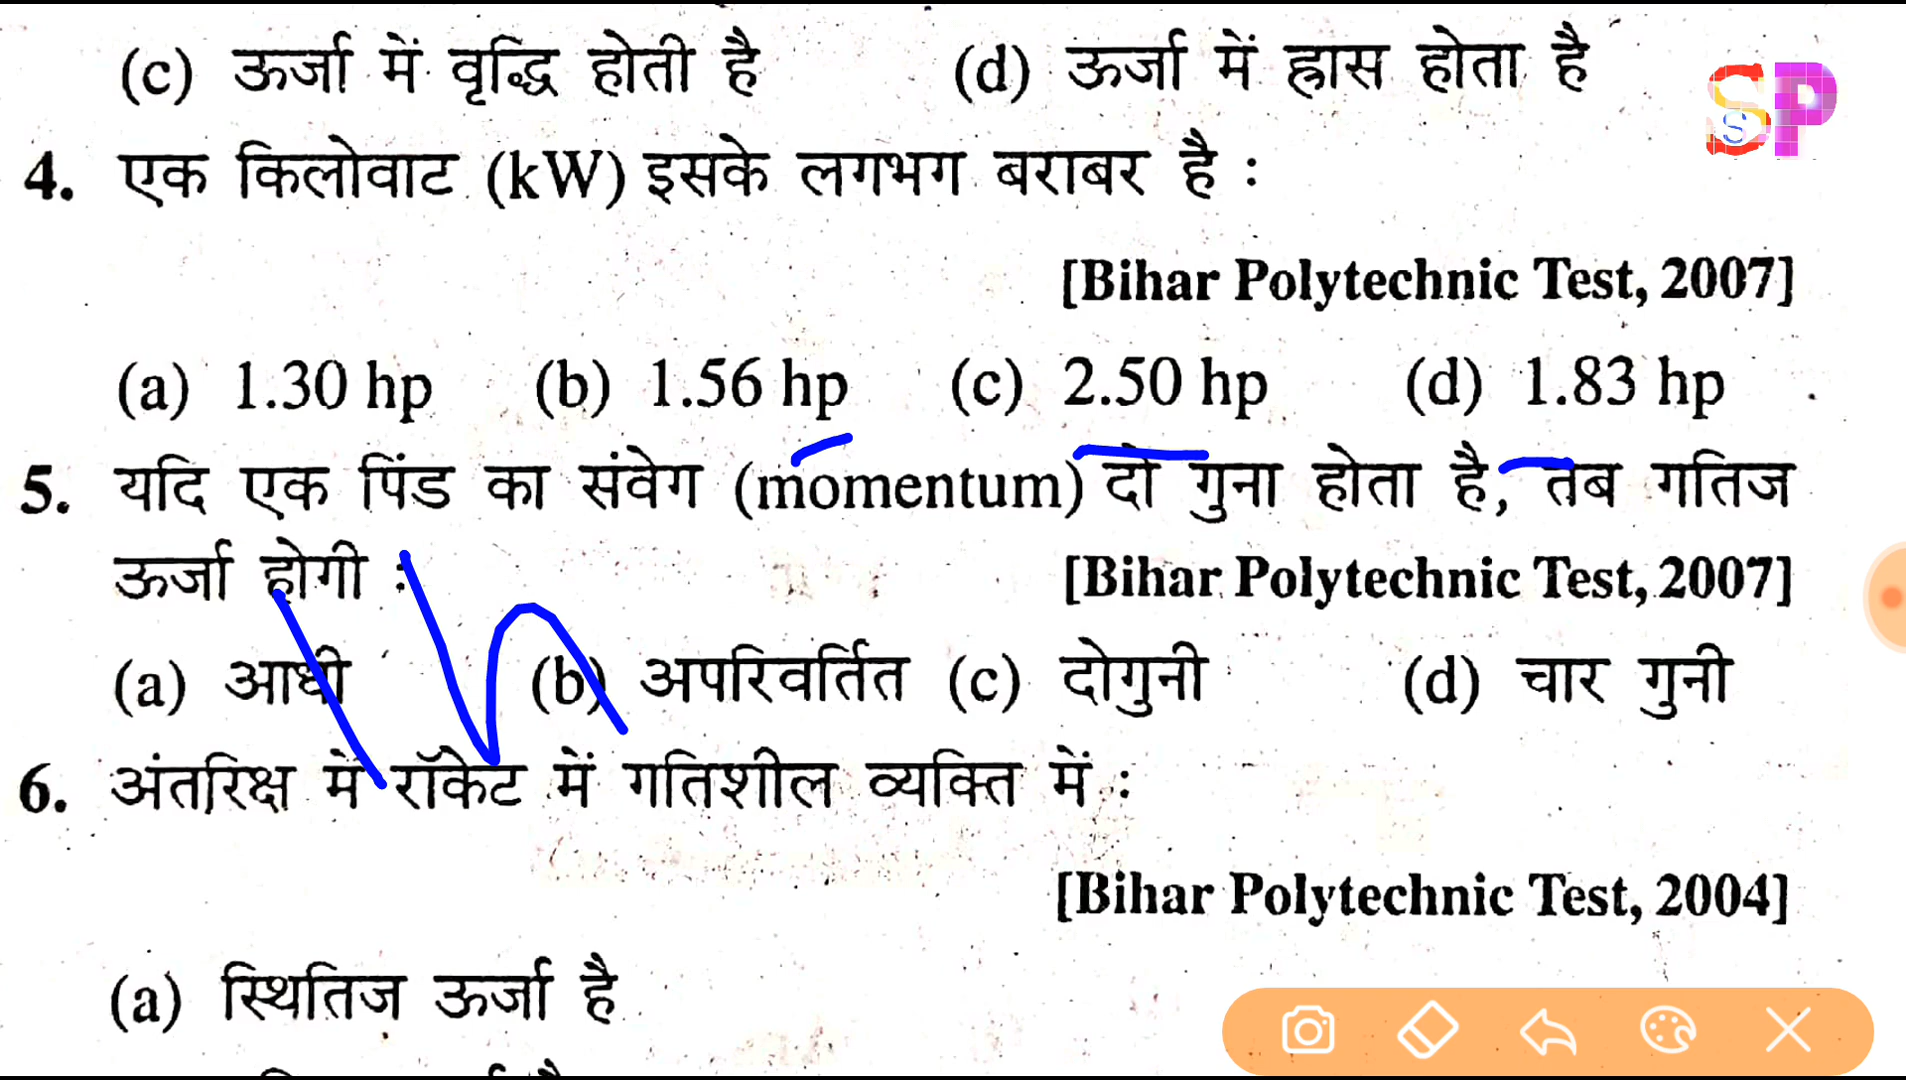 (c) ऊर्जा में वृद्धि होती है (d) ऊर्जा में ह्रास होता है
SP
S
4. एक किलोवाट (kW) इसके लगभग बराबर है :
[Bihar Polytechnic Test, 2007]
(a) 1.30 hp (b) 1.56 hp (c) 2.50 hp (d) 1.83 hp
5. यदि एक पिंड का संवेग (momentum) दो गुना होता है, तब गतिज
ऊर्जा होगी : [Bihar Polytechnic Test, 2007]
(a) आधी (b) अपरिवर्तित (c) दोगुनी (d) चार गुनी
6. अंतरिक्ष में रॉकेट में गतिशील व्यक्ति में :
[Bihar Polytechnic Test, 2004]
(a) स्थितिज ऊर्जा है